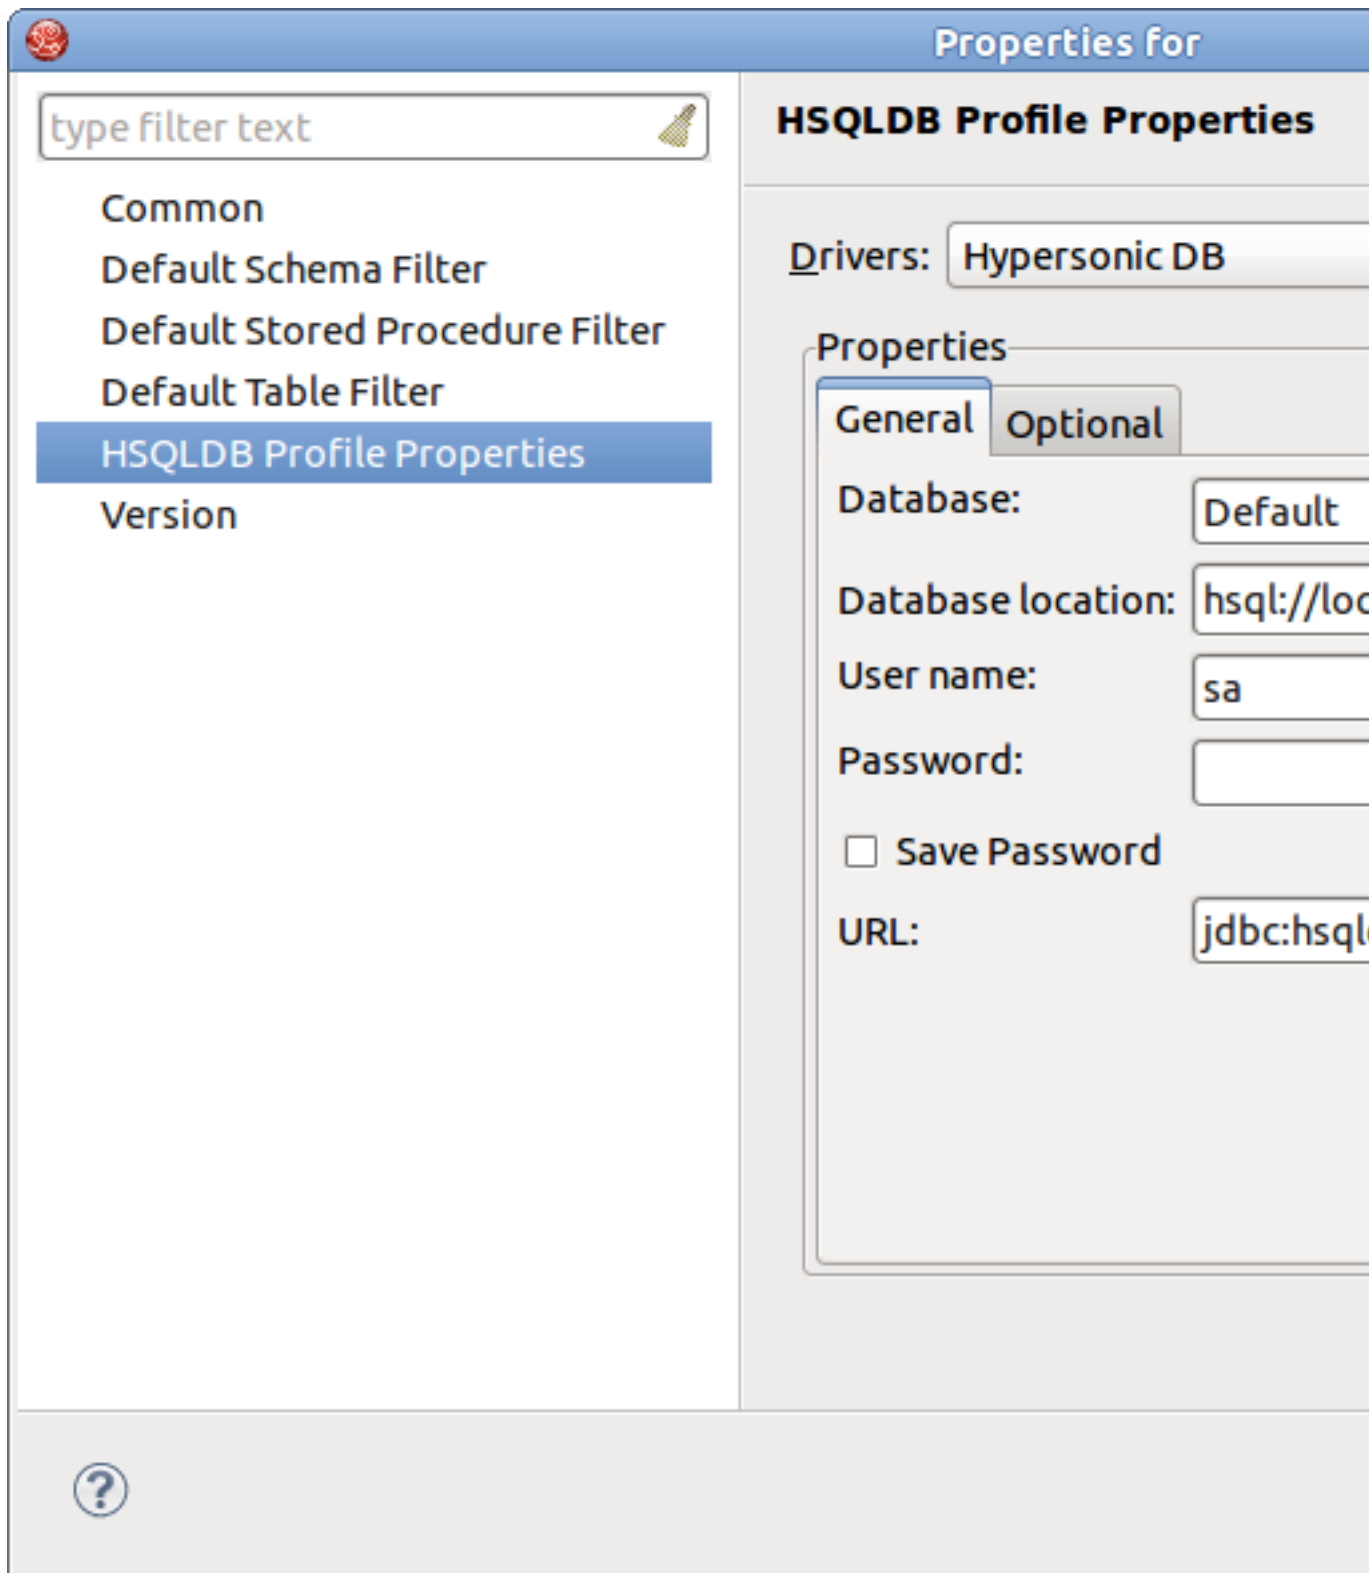 Properties for
type filter text
Common
Default Schema Filter
Default Stored Procedure Filter
Default Table Filter
HSQLDB Profile Properties
Version
HSQLDB Profile Properties
Drivers: Hypersonic DB
Properties
General Optional
Database: Default
Database location: hsql://loc
User name: sa
Password:
Save Password
URL: jdbc:hsql